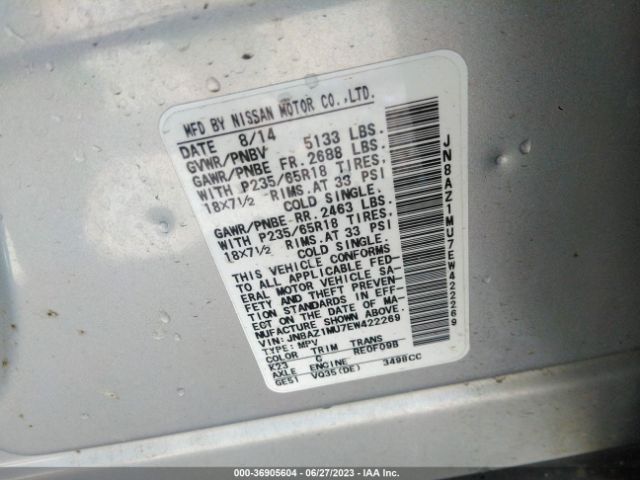 MFD BY NISSAN MOTOR CO.,LTD.
DATE 8/14
GVWR/PNBV 5133 LBS.
GAWR/PNBE FR. 2688 LBS.
WITH P235/65R18 TIRES,
18X7½ RIMS.AT 33 PSI
COLD SINGLE.
GAWR/PNBE RR. 2463 LBS.
WITH P235/65R18 TIRES,
18X7½ RIMS.AT 33 PSI
COLD SINGLE.
THIS VEHICLE CONFORMS
TO ALL APPLICABLE FED-
ERAL MOTOR VEHICLE SA-
FETY AND THEFT PREVEN-
TION STANDARDS IN EFF-
ECT ON THE DATE OF MA-
NUFACTURE SHOWN ABOVE.
VIN: JN8AZ1MU7EW422269
TYPE: MPV
COLOR TRIM TRANS
K23 C RE0F09B
AXLE ENGINE
GE51 VQ35(DE) 3498CC
JN8AZ1MU7EW422269
000-36905604 / 06/27/2023 / IAA Inc.